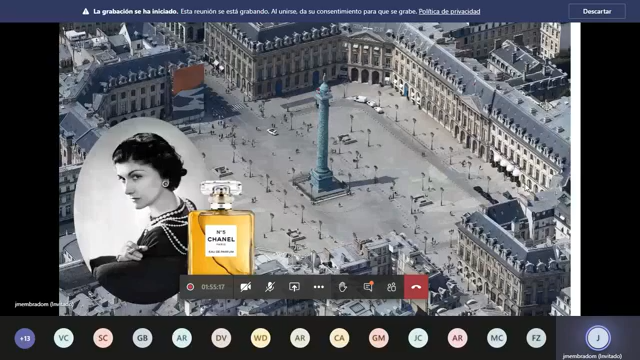 La grabación se ha iniciado. Esta reunión se está grabando. Al unirse, da su consentimiento para que se grabe. Política de privacidad
Descartar
N°5
CHANEL
PARIS
EAU DE PARFUM
01:55:17
jmembradom (Invitado)
+13
VC
SC
GB
AR
DV
WD
AR
CA
GM
JC
AR
MC
FZ
J
jmembradom (Invitado)